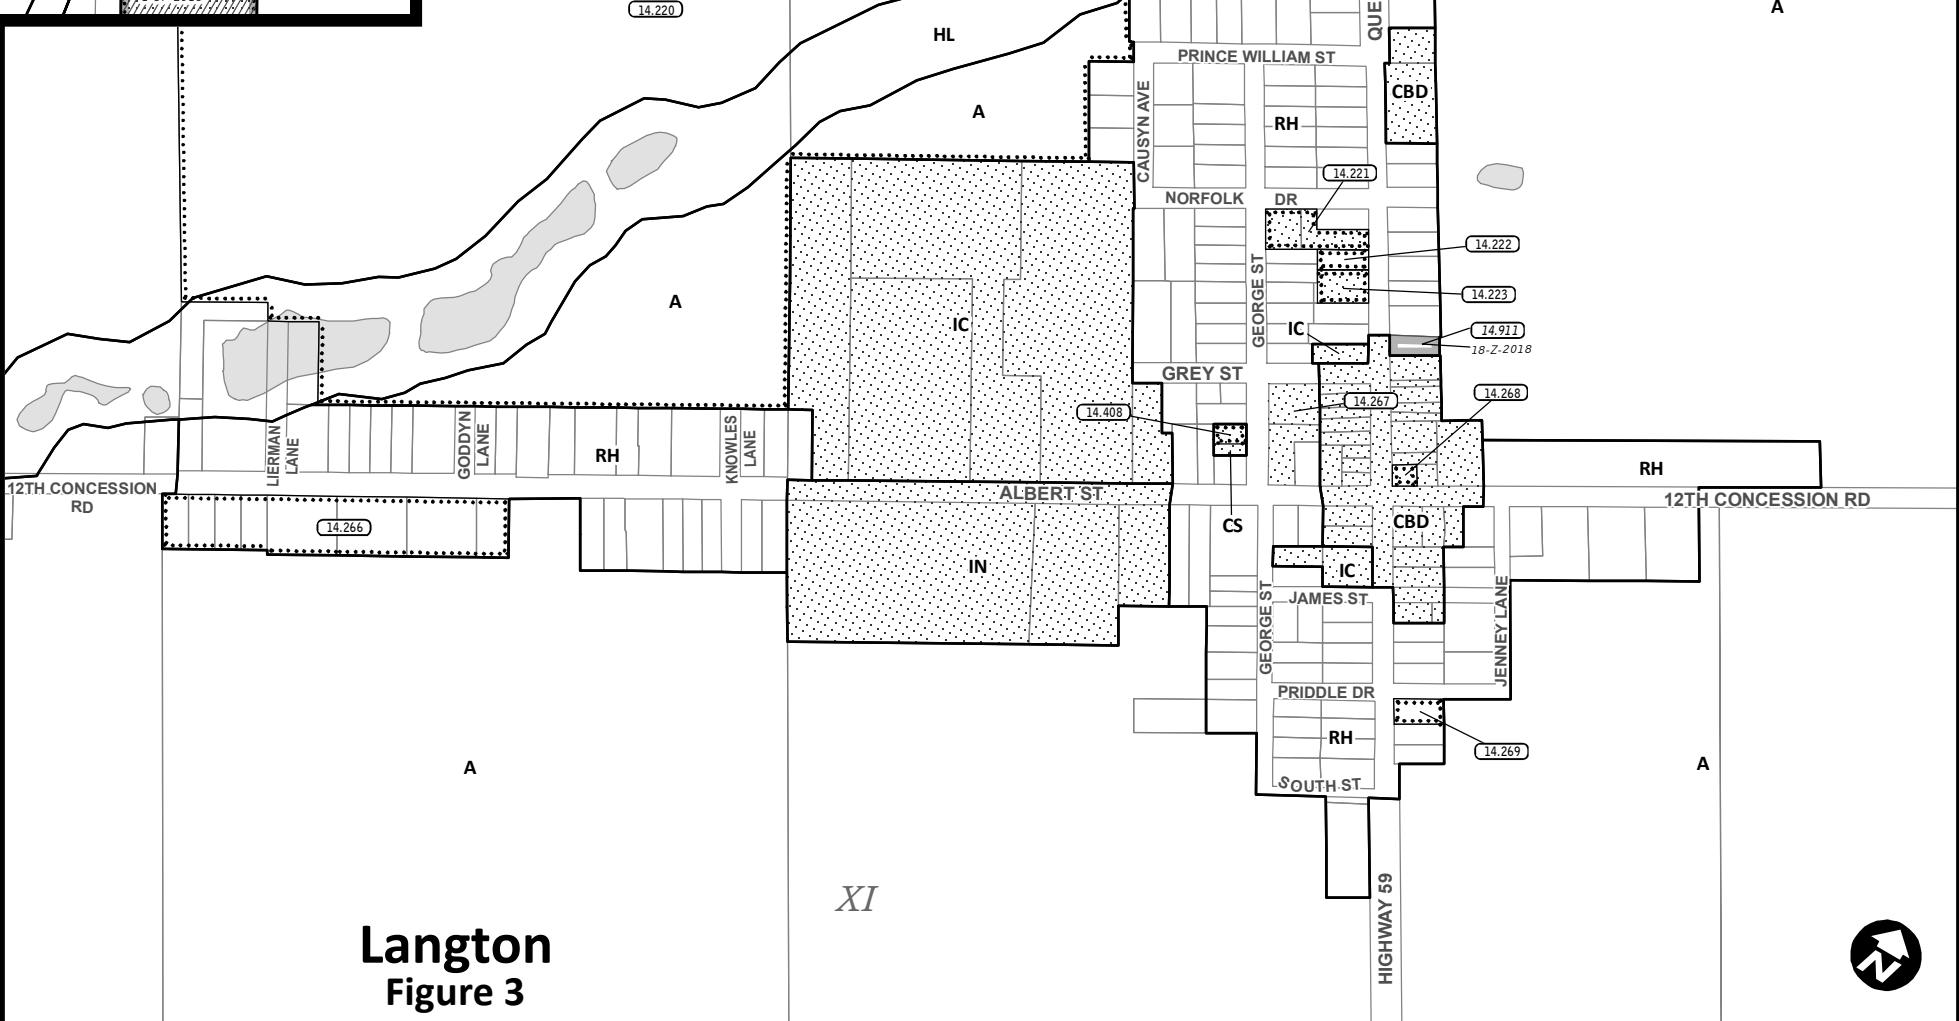 14.220
A
HL
QUE
PRINCE WILLIAM ST
CBD
A
CAUSYN AVE
RH
14.221
NORFOLK DR
14.222
GEORGE ST
14.223
A
IC
IC
14.911
18-Z-2018
GREY ST
14.408
14.267
14.268
LIERMAN
LANE
GODDYN
LANE
RH
KNOWLES
LANE
RH
12TH CONCESSION
RD
ALBERT ST
12TH CONCESSION RD
14.266
CS
CBD
IN
IC
JAMES ST
GEORGE ST
JENNEY LANE
PRIDDLE DR
14.269
RH
A
A
SOUTH ST
XI
HIGHWAY 59
Langton
Figure 3
N